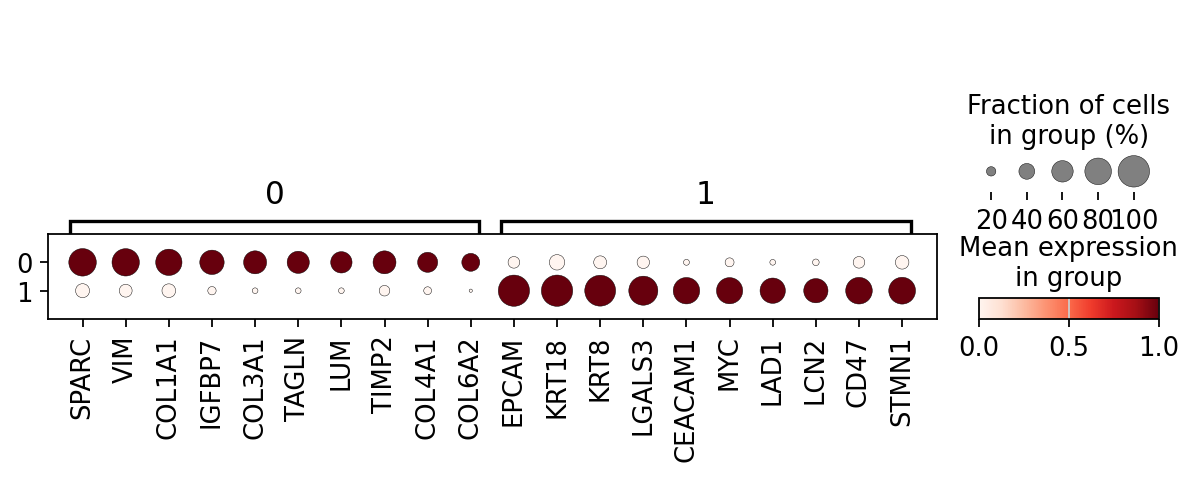 Fraction of cells
in group (%)
0 1
20 40 60 80 100
0
1
Mean expression
in group
0.0 0.5 1.0
SPARC
VIM
COL1A1
IGFBP7
COL3A1
TAGLN
LUM
TIMP2
COL4A1
COL6A2
EPCAM
KRT18
KRT8
LGALS3
CEACAM1
MYC
LAD1
LCN2
CD47
STMN1